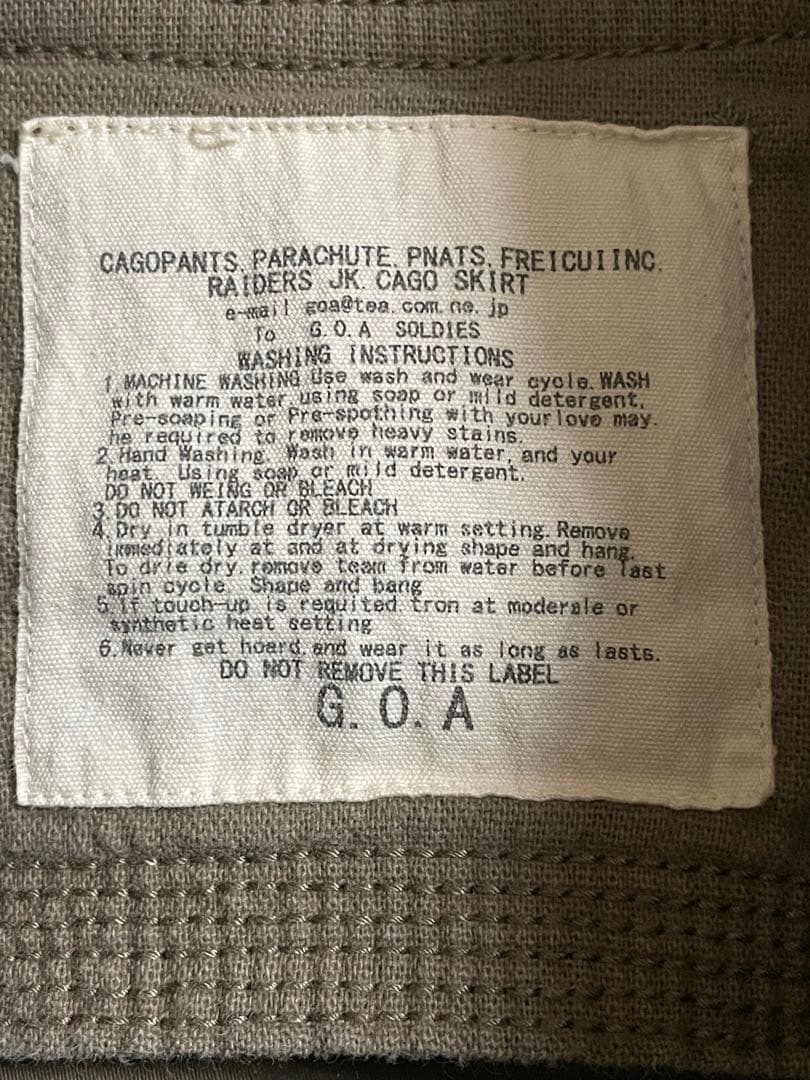 CAGOPANTS. PARACHUTE. PNATS. FREICUIINC.
RAIDERS JK. CAGO SKIRT
e-mail goa@tea.com.ne.jp
To G.O.A SOLDIES
WASHING INSTRUCTIONS
1.MACHINE WASHING Use wash and wear cycle. WASH
with warm water, using soap or mild detergent,
Pre-soaping or Pre-spothing with your love may.
he required to remove heavy stains.
2.Hand Washing. Wash in warm water, and your
heat. Using soap or mild detergent.
DO NOT WEING OR BLEACH
3.DO NOT ATARCH OR BLEACH
4.Dry in tumble dryer at warm setting. Remove
immediatoly at and at drying shape and hang.
To drie dry. remove team from water before last
spin cycle. Shape and bang
5.If touch-up is requited tron at moderale or
synthetic heat setting
6.Never get hoard. and wear it as long as lasts.
DO NOT REMOVE THIS LABEL
G.O.A